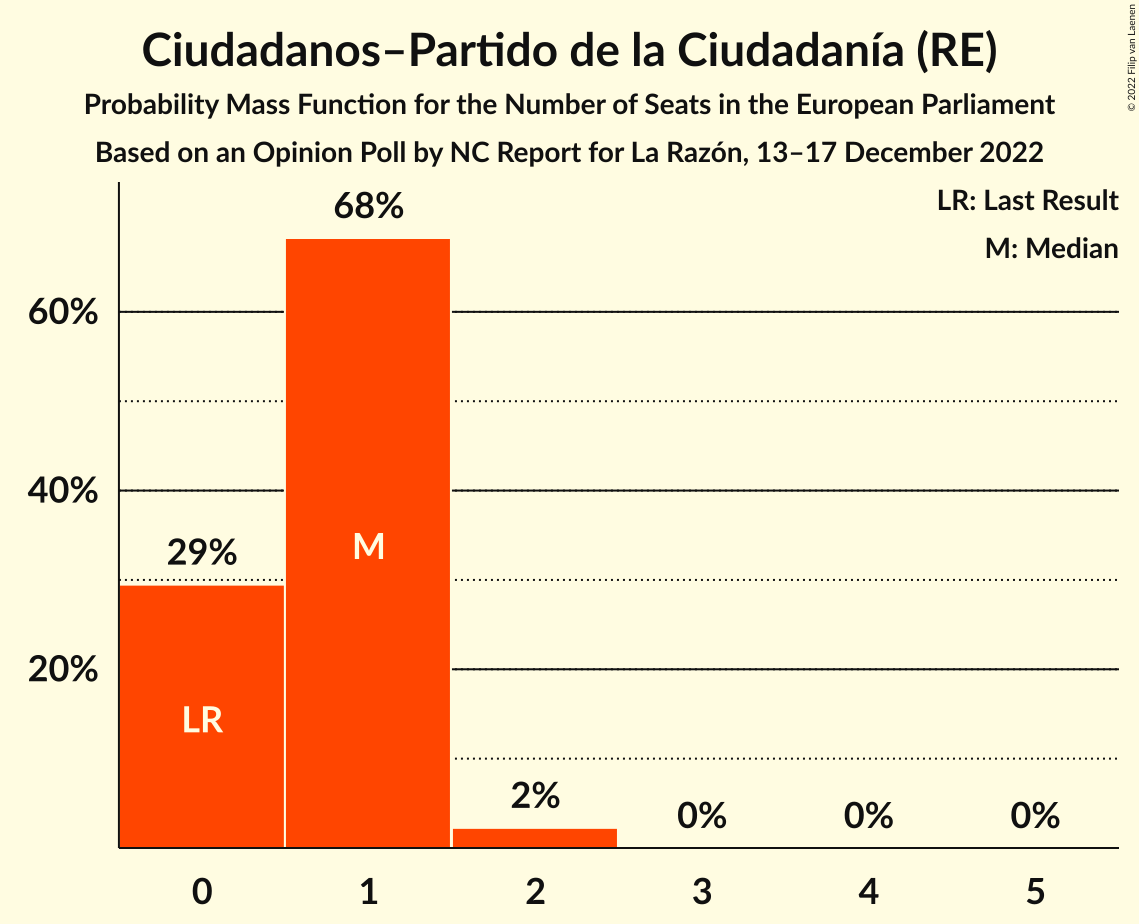 Ciudadanos–Partido de la Ciudadanía (RE)
Probability Mass Function for the Number of Seats in the European Parliament
Based on an Opinion Poll by NC Report for La Razón, 13–17 December 2022
© 2022 Filip van Laenen
LR: Last Result
M: Median
68%
60%
40%
29%
M
20%
LR
2%
0%
0%
0%
0
1
2
3
4
5